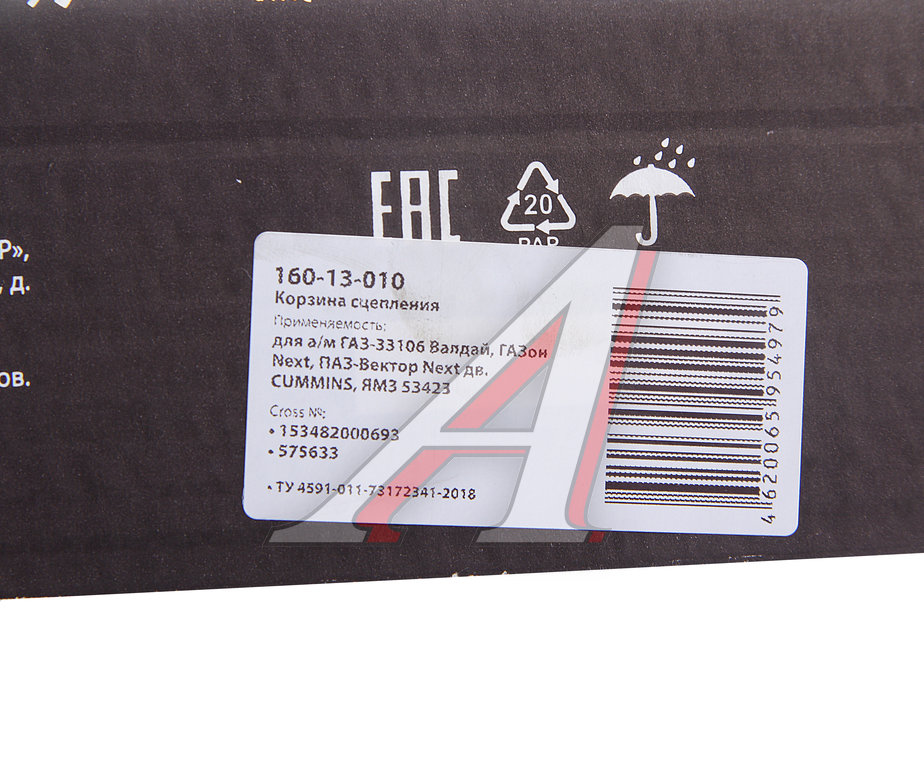 Р»,
, д.
ов.
ЕАС
20
PAP
160-13-010
Корзина сцепления
Применяемость:
для а/м ГАЗ-33106 Валдай, ГАЗон
Next, ПАЗ-Вектор Next дв.
CUMMINS, ЯМЗ 53423
Cross №:
• 153482000693
• 575633
• ТУ 4591-011-73172341-2018
4620065954979